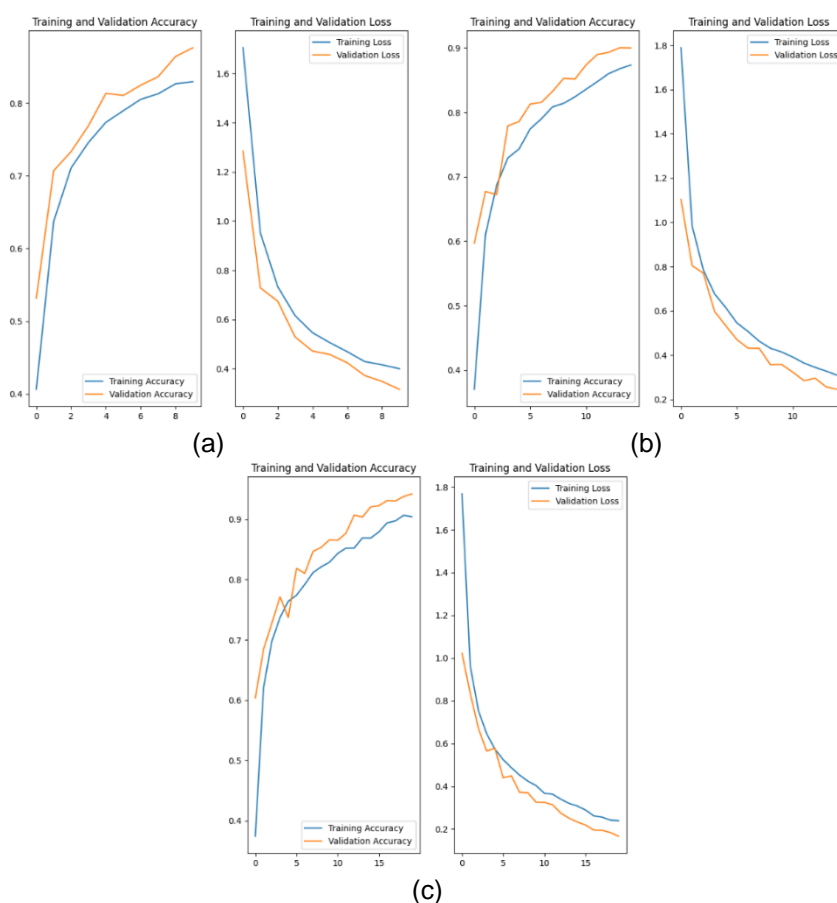 Training and Validation Accuracy
0.8
0.7
0.6
0.5
0.4
0 2 4 6 8
Training Accuracy
Validation Accuracy
Training and Validation Loss
Training Loss
Validation Loss
1.6
1.4
1.2
1.0
0.8
0.6
0.4
0 2 4 6 8
(a)
Training and Validation Accuracy
0.9
0.8
0.7
0.6
0.5
0.4
0 5 10
Training Accuracy
Validation Accuracy
Training and Validation Loss
Training Loss
Validation Loss
1.8
1.6
1.4
1.2
1.0
0.8
0.6
0.4
0.2
0 5 10
(b)
Training and Validation Accuracy
0.9
0.8
0.7
0.6
0.5
0.4
0 5 10 15
Training Accuracy
Validation Accuracy
Training and Validation Loss
Training Loss
Validation Loss
1.8
1.6
1.4
1.2
1.0
0.8
0.6
0.4
0.2
0 5 10 15
(c)